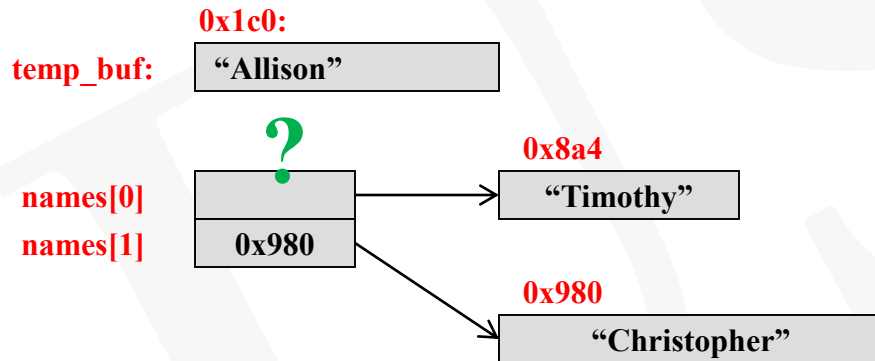 0x1c0:
temp_buf: “Allison”
?
0x8a4
names[0] “Timothy”
names[1] 0x980
0x980
“Christopher”